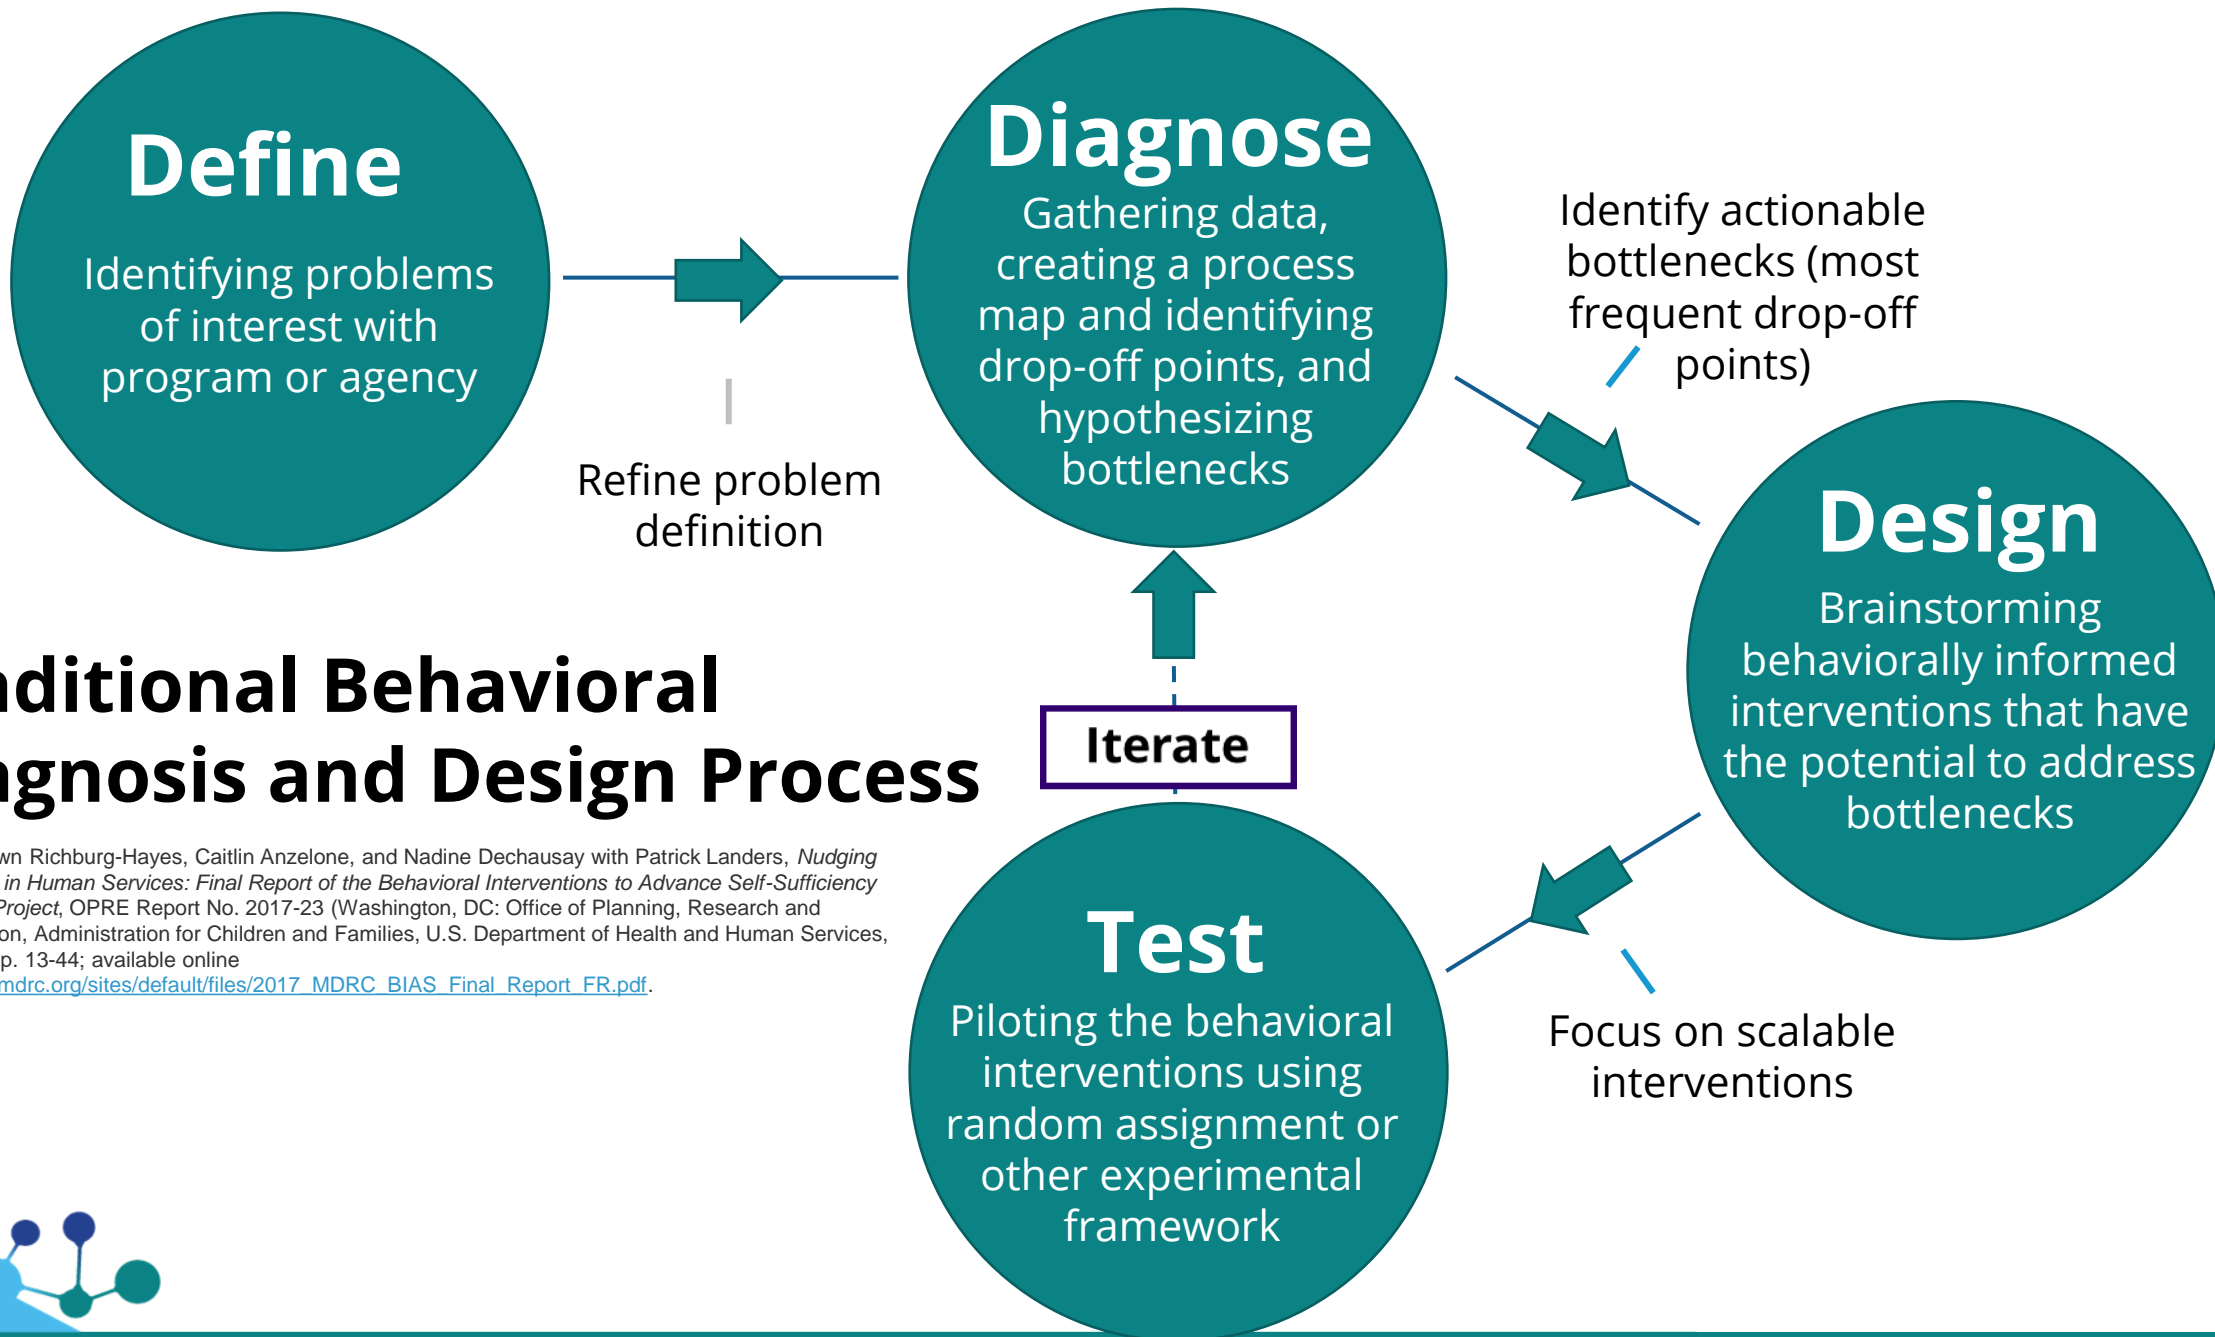 Define
Identifying problems
of interest with
program or agency
Refine problem
definition
Diagnose
Gathering data,
creating a process
map and identifying
drop-off points, and
hypothesizing
bottlenecks
Identify actionable
bottlenecks (most
frequent drop-off
points)
Design
Brainstorming
behaviorally informed
interventions that have
the potential to address
bottlenecks
Focus on scalable
interventions
Test
Piloting the behavioral
interventions using
random assignment or
other experimental
framework
Iterate
Behavioral
and Design Process
Richburg-Hayes, Caitlin Anzelone, and Nadine Dechausay with Patrick Landers, Nudging
in Human Services: Final Report of the Behavioral Interventions to Advance Self-Sufficiency
Project, OPRE Report No. 2017-23 (Washington, DC: Office of Planning, Research and
Administration for Children and Families, U.S. Department of Health and Human Services,
p. 13-44; available online
mdrc.org/sites/default/files/2017_MDRC_BIAS_Final_Report_FR.pdf.